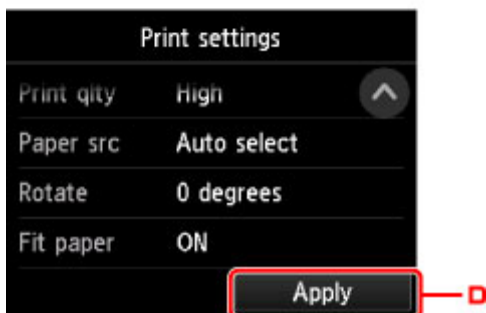 Print settings
Print qlty High
Paper src Auto select
Rotate 0 degrees
Fit paper ON
Apply D